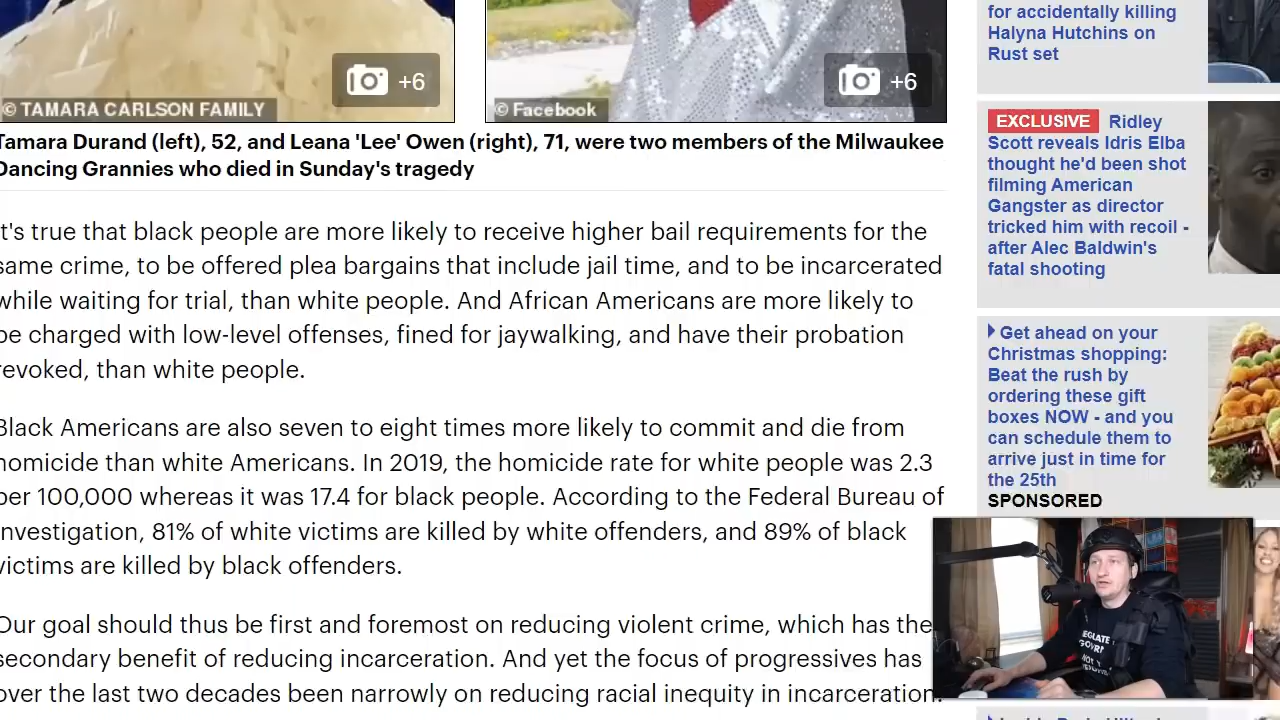 for accidentally killing
Halyna Hutchins on
Rust set
+6
+6
© TAMARA CARLSON FAMILY
© Facebook
Tamara Durand (left), 52, and Leana 'Lee' Owen (right), 71, were two members of the Milwaukee
Dancing Grannies who died in Sunday's tragedy
It's true that black people are more likely to receive higher bail requirements for the
same crime, to be offered plea bargains that include jail time, and to be incarcerated
while waiting for trial, than white people. And African Americans are more likely to
be charged with low-level offenses, fined for jaywalking, and have their probation
revoked, than white people.
Black Americans are also seven to eight times more likely to commit and die from
homicide than white Americans. In 2019, the homicide rate for white people was 2.3
per 100,000 whereas it was 17.4 for black people. According to the Federal Bureau of
Investigation, 81% of white victims are killed by white offenders, and 89% of black
victims are killed by black offenders.
Our goal should thus be first and foremost on reducing violent crime, which has the
secondary benefit of reducing incarceration. And yet the focus of progressives has
over the last two decades been narrowly on reducing racial inequity in incarceration.
EXCLUSIVE Ridley
Scott reveals Idris Elba
thought he'd been shot
filming American
Gangster as director
tricked him with recoil -
after Alec Baldwin's
fatal shooting
Get ahead on your
Christmas shopping:
Beat the rush by
ordering these gift
boxes NOW - and you
can schedule them to
arrive just in time for
the 25th
SPONSORED